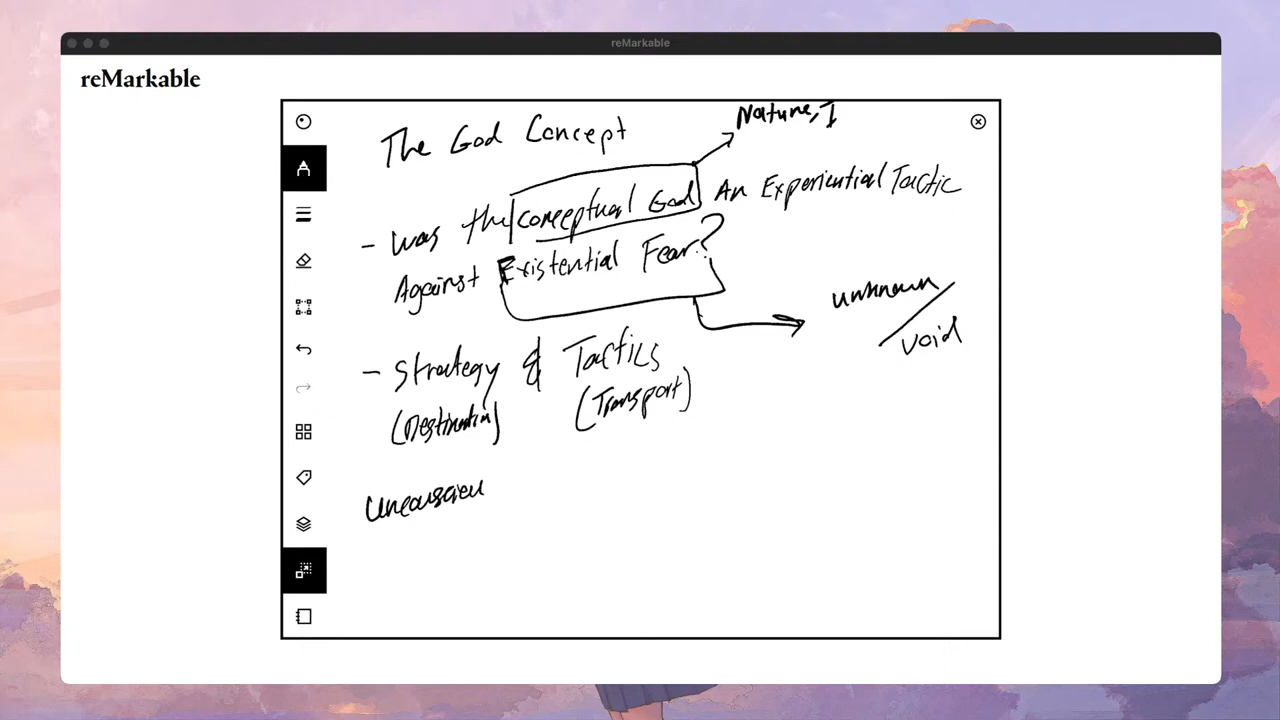 reMarkable
reMarkable
Nature, I
The God Concept
- was the conceptual God An Experiential Tactic
Against Existential Fear?
unknown
/ void
- Strategy & Tactics
(Destination) (Transport)